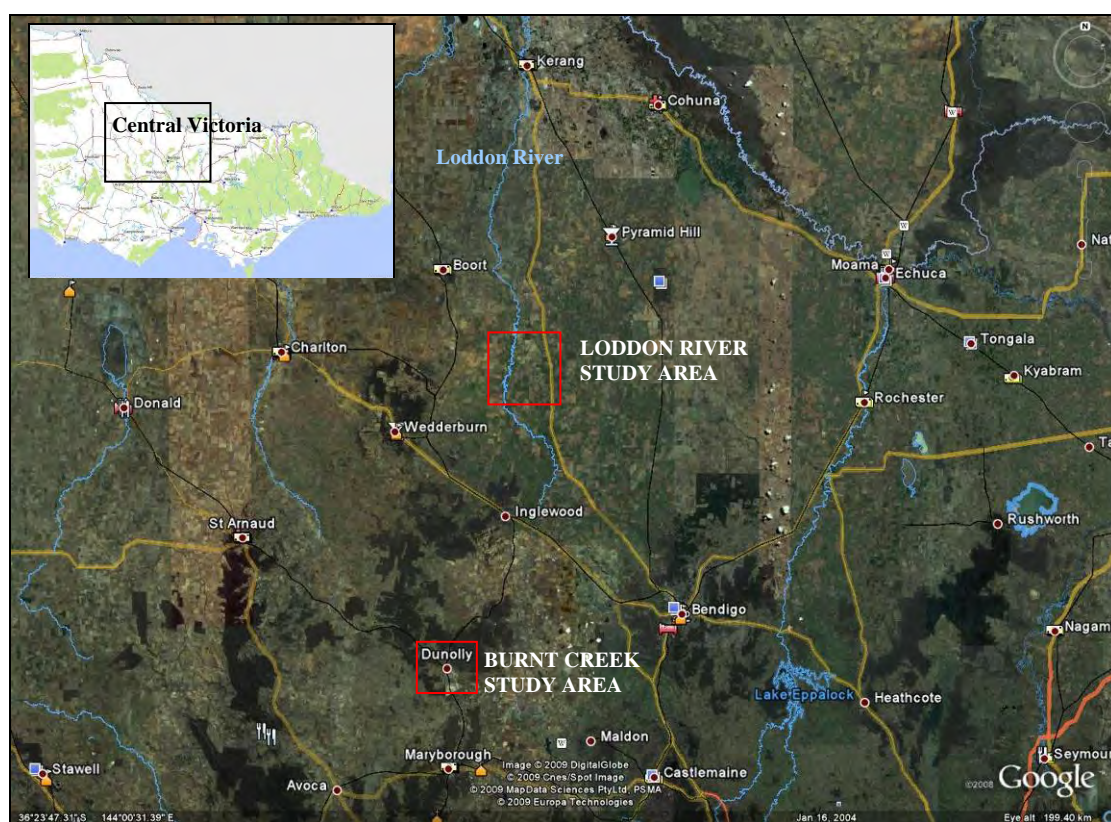 Central Victoria
Kerang
Cohuna
N
W
Loddon River
Pyramid Hill
W
Boort
Moama
W
Echuca
Charlton
LODDON RIVER
STUDY AREA
Tongala
Kyabram
Donald
Rochester
Wedderburn
Inglewood
Rushworth
St Arnaud
Bendigo
Nagam
Dunolly
BURNT CREEK
STUDY AREA
Lake Eppalock
Heathcote
Maldon
W
Maryborough
Seymour
Stawell
Avoca
Castlemaine
Image © 2009 DigitalGlobe
© 2009 Cnes/Spot Image
© 2009 MapData Sciences PtyLtd, PSMA
© 2009 Europa Technologies
©2008 Google
36°23'47.31" S 144°00'31.39" E
Jan 16, 2004
Eye alt 199.40 km